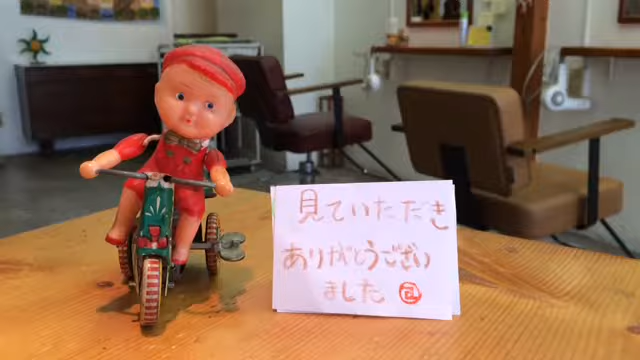 見ていただき
ありがとうござい
ました